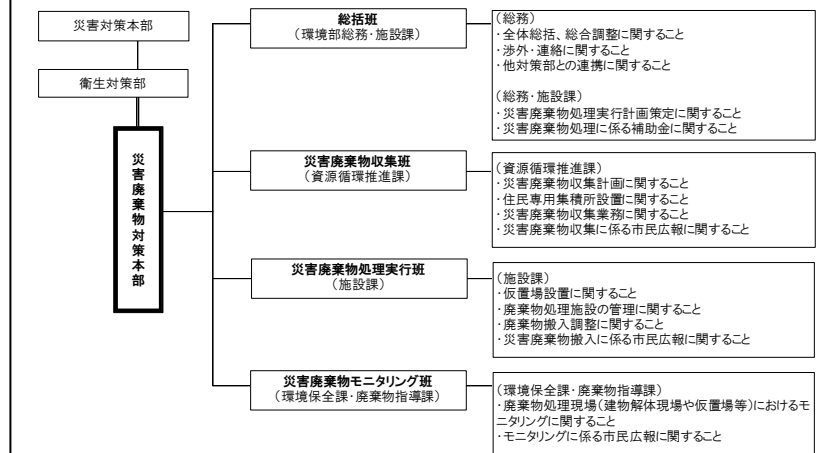 災害対策本部
衛生対策部
災害廃棄物対策本部
総括班
(環境部総務・施設課)
(総務)
・全体総括、総合調整に関すること
・渉外・連絡に関すること
・他対策部との連携に関すること
(総務・施設課)
・災害廃棄物処理実行計画策定に関すること
・災害廃棄物処理に係る補助金に関すること
災害廃棄物収集班
(資源循環推進課)
(資源循環推進課)
・災害廃棄物収集計画に関すること
・住民専用集積所設置に関すること
・災害廃棄物収集業務に関すること
・災害廃棄物収集に係る市民広報に関すること
災害廃棄物処理実行班
(施設課)
(施設課)
・仮置場設置に関すること
・廃棄物処理施設の管理に関すること
・廃棄物搬入調整に関すること
・災害廃棄物搬入に係る市民広報に関すること
災害廃棄物モニタリング班
(環境保全課・廃棄物指導課)
(環境保全課・廃棄物指導課)
・廃棄物処理現場(建物解体現場や仮置場等)におけるモ
ニタリングに関すること
・モニタリングに係る市民広報に関すること